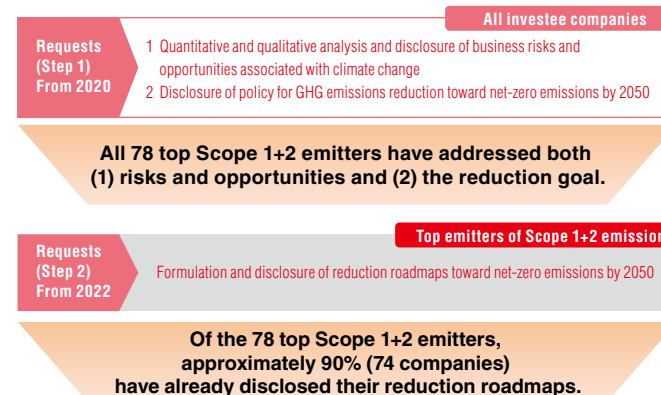 All investee companies
Requests
(Step 1)
From 2020
1 Quantitative and qualitative analysis and disclosure of business risks and
opportunities associated with climate change
2 Disclosure of policy for GHG emissions reduction toward net-zero emissions by 2050
All 78 top Scope 1+2 emitters have addressed both
(1) risks and opportunities and (2) the reduction goal.
Top emitters of Scope 1+2 emission
Requests
(Step 2)
From 2022
Formulation and disclosure of reduction roadmaps toward net-zero emissions by 2050
Of the 78 top Scope 1+2 emitters,
approximately 90% (74 companies)
have already disclosed their reduction roadmaps.